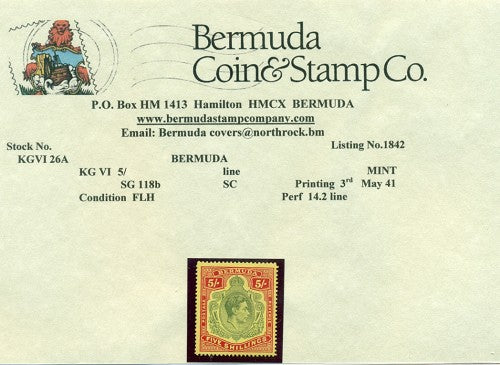 Bermuda
Coin&Stamp Co.
P.O. Box HM 1413 Hamilton HMCX BERMUDA
www.bermudastampcompany.com
Email: Bermuda covers@northrock.bm
Stock No. Listing No.1842
KGVI 26A BERMUDA
KG VI 5/ line MINT
SG 118b SC Printing 3rd May 41
Condition FLH Perf 14.2 line
BERMUDA
5/- 5/-
POSTAGE REVENUE
FIVE SHILLINGS